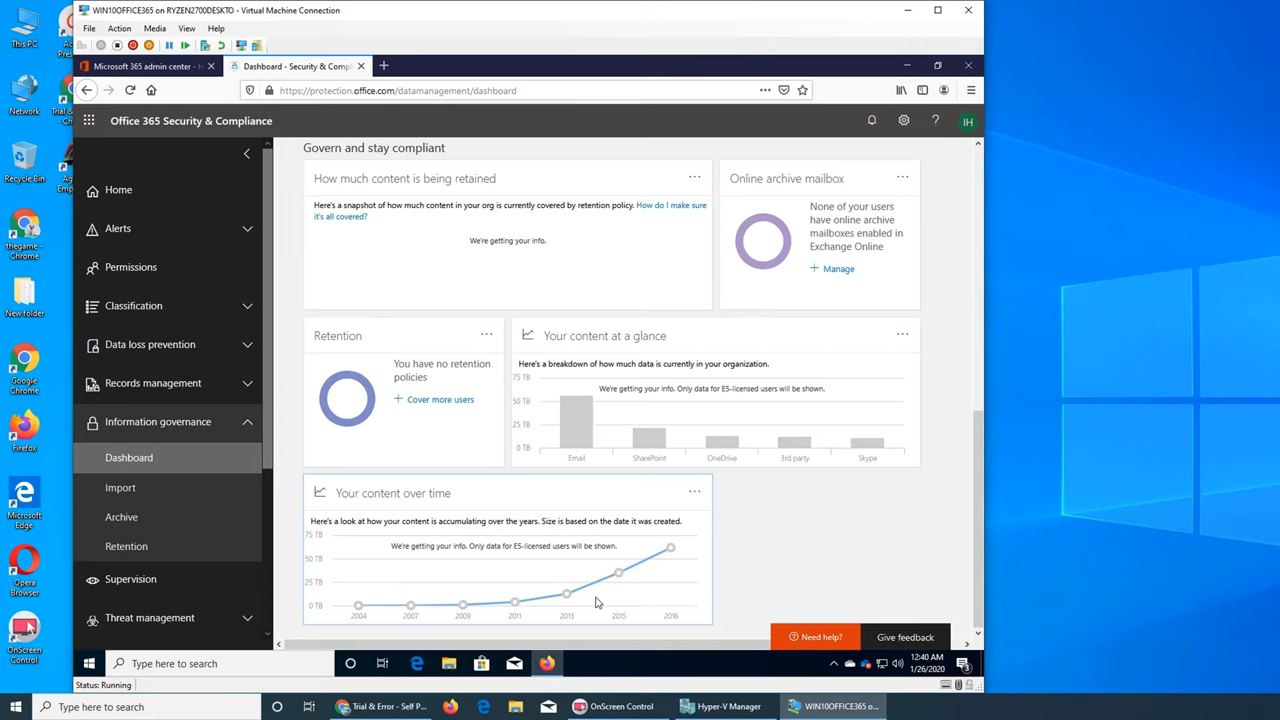 This PC
Network
Recycle Bin
thegame -
Chrome
New folder
Google
Chrome
Firefox
Microsoft
Edge
Opera
Browser
OnScreen
Control
WIN10OFFICE365 on RYZEN2700DESKTO - Virtual Machine Connection
File Action Media View Help
Microsoft 365 admin center - H
Dashboard - Security & Compl
https://protection.office.com/datamanagement/dashboard
Office 365 Security & Compliance
IH
Home
Alerts
Permissions
Classification
Data loss prevention
Records management
Information governance
Dashboard
Import
Archive
Retention
Supervision
Threat management
Govern and stay compliant
How much content is being retained
Here's a snapshot of how much content in your org is currently covered by retention policy. How do I make sure
it's all covered?
We're getting your info.
Online archive mailbox
None of your users
have online archive
mailboxes enabled in
Exchange Online
+ Manage
Retention
You have no retention
policies
+ Cover more users
Your content at a glance
Here's a breakdown of how much data is currently in your organization.
75 TB
We're getting your info. Only data for E5-licensed users will be shown.
50 TB
25 TB
0 TB
Email SharePoint OneDrive 3rd party Skype
Your content over time
Here's a look at how your content is accumulating over the years. Size is based on the date it was created.
75 TB
We're getting your info. Only data for E5-licensed users will be shown.
50 TB
25 TB
0 TB
2004 2007 2009 2011 2013 2015 2016
Need help?
Give feedback
Type here to search
12:40 AM
1/26/2020
3
Status: Running
Type here to search
Trial & Error - Self P...
OnScreen Control
Hyper-V Manager
WIN10OFFICE365 o...